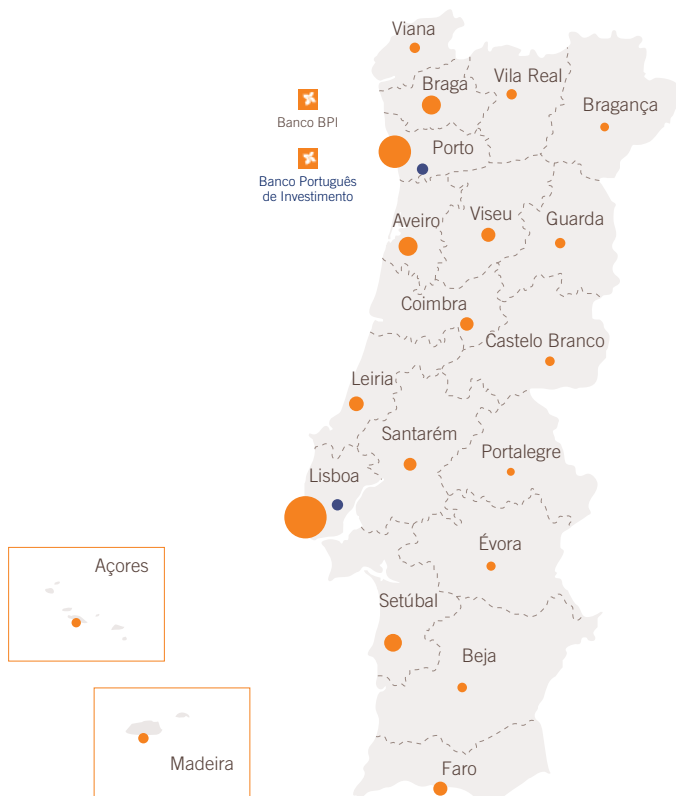 Viana
Braga
Vila Real
Bragança
Banco BPI
Porto
Banco Português
de Investimento
Aveiro
Viseu
Guarda
Coimbra
Castelo Branco
Leiria
Santarém
Portalegre
Lisboa
Évora
Açores
Setúbal
Beja
Madeira
Faro